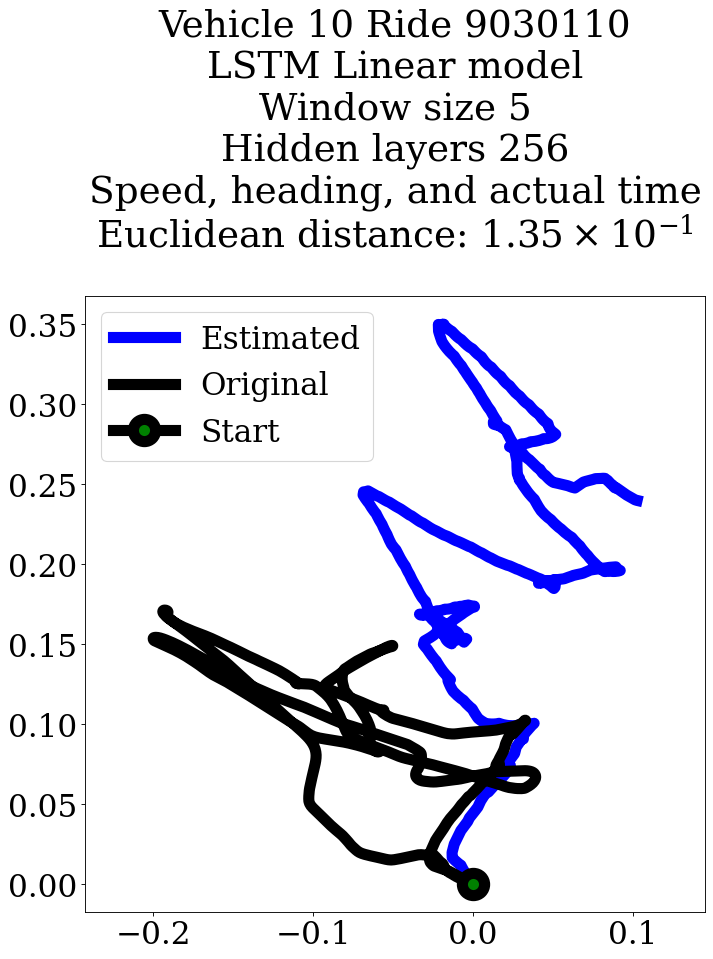 Vehicle 10 Ride 9030110
LSTM Linear model
Window size 5
Hidden layers 256
Speed, heading, and actual time
Euclidean distance: 1.35 × 10⁻¹
Estimated
Original
Start
0.35
0.30
0.25
0.20
0.15
0.10
0.05
0.00
−0.2 −0.1 0.0 0.1